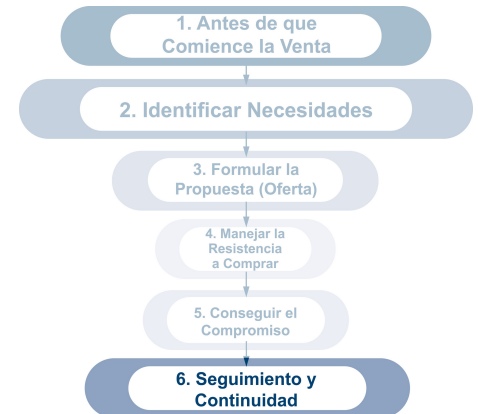 1. Antes de que
Comience la Venta
2. Identificar Necesidades
3. Formular la
Propuesta (Oferta)
4. Manejar la
Resistencia
a Comprar
5. Conseguir el
Compromiso
6. Seguimiento y
Continuidad